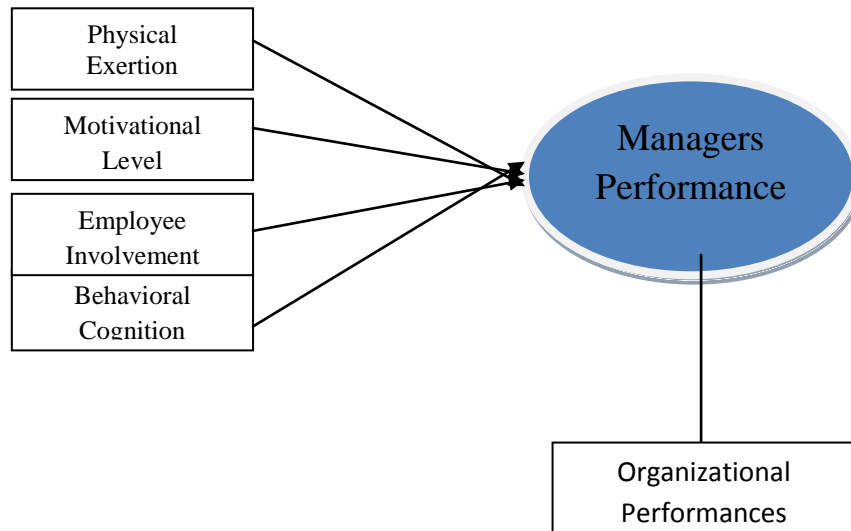 Physical
Exertion
Motivational
Level
Employee
Involvement
Behavioral
Cognition
Managers
Performance
Organizational
Performances